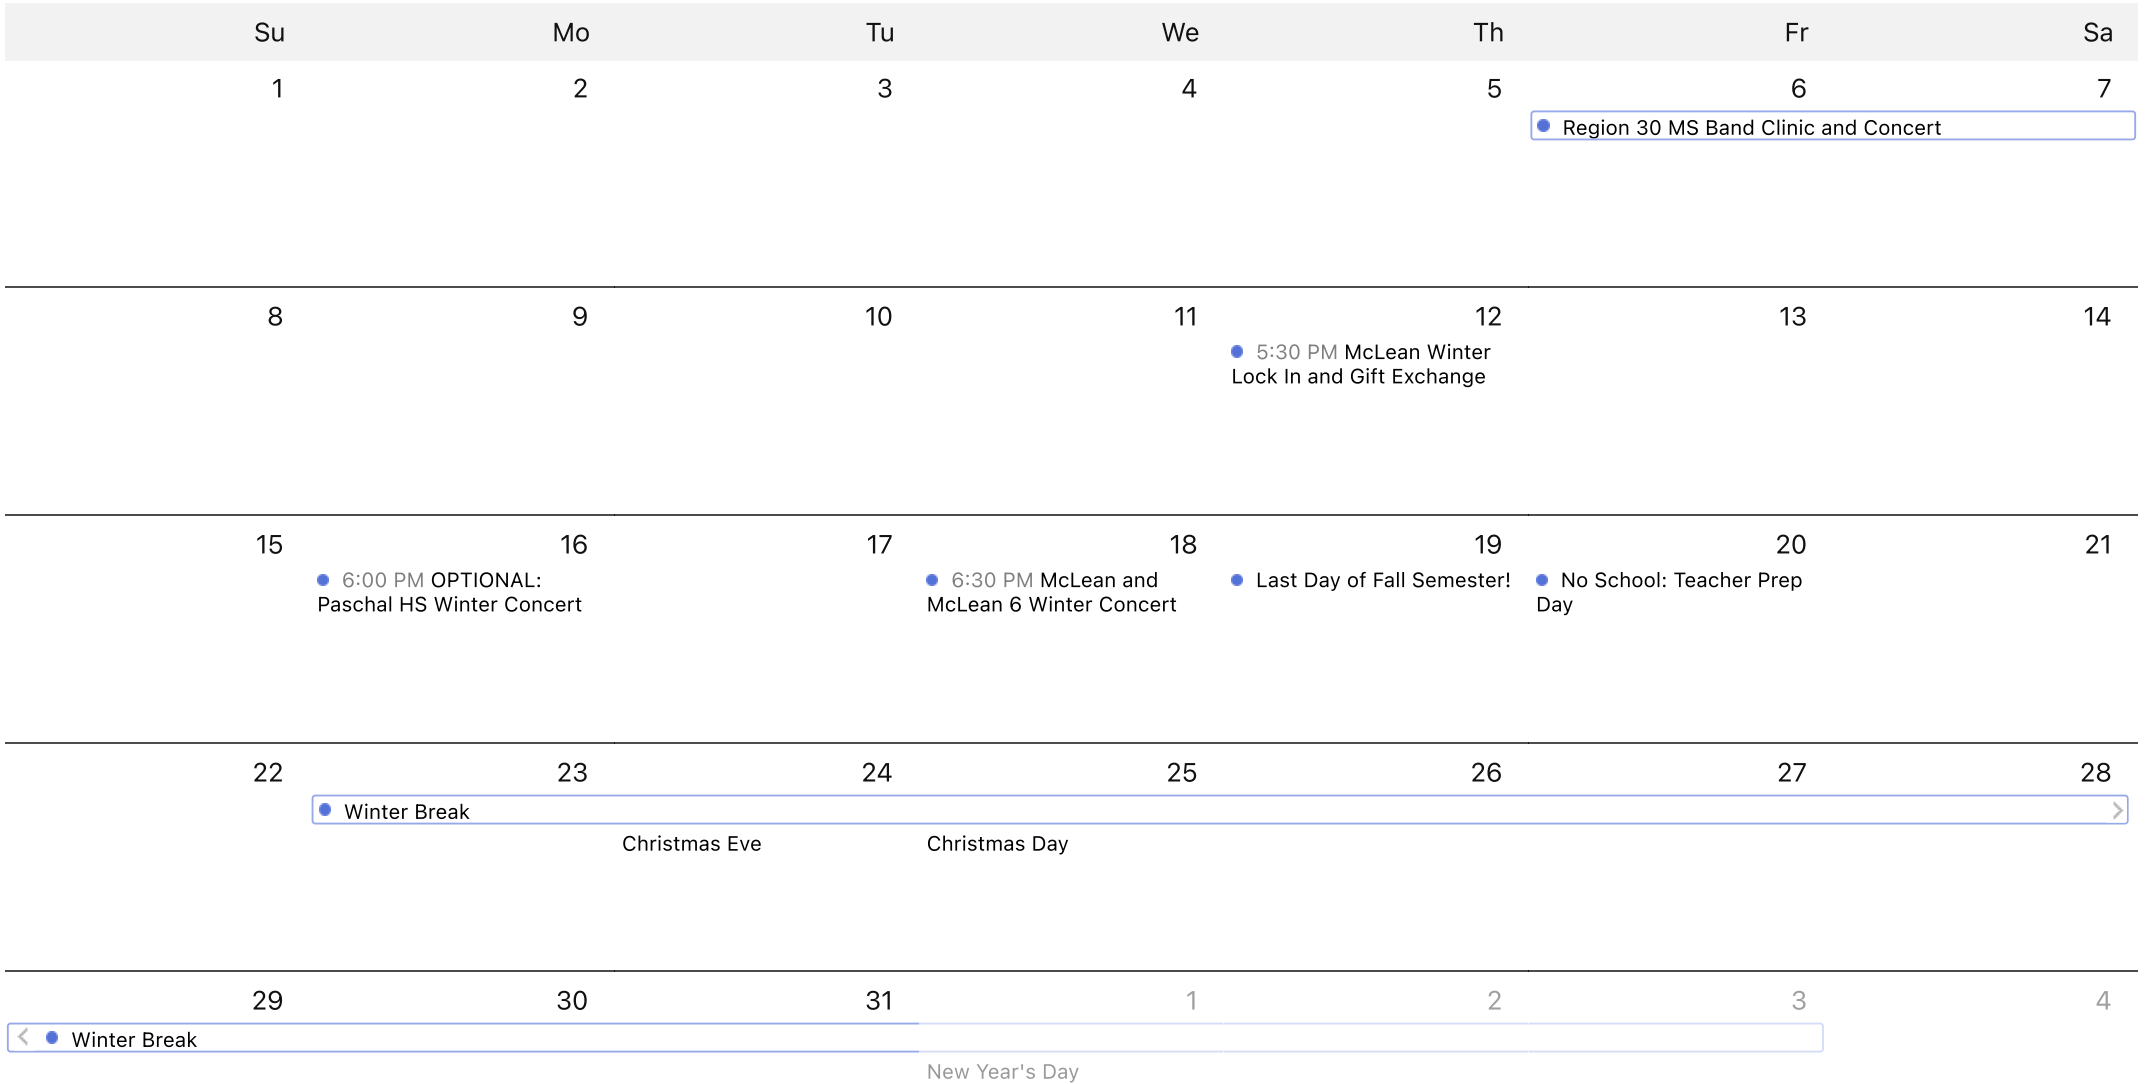 Su Mo Tu We Th Fr Sa
1 2 3 4 5 6 7
Region 30 MS Band Clinic and Concert
8 9 10 11 12 13 14
5:30 PM McLean Winter
Lock In and Gift Exchange
15 16 17 18 19 20 21
6:00 PM OPTIONAL:
Paschal HS Winter Concert
6:30 PM McLean and
McLean 6 Winter Concert
Last Day of Fall Semester!
No School: Teacher Prep
Day
22 23 24 25 26 27 28
Winter Break
Christmas Eve
Christmas Day
29 30 31 1 2 3 4
Winter Break
New Year's Day